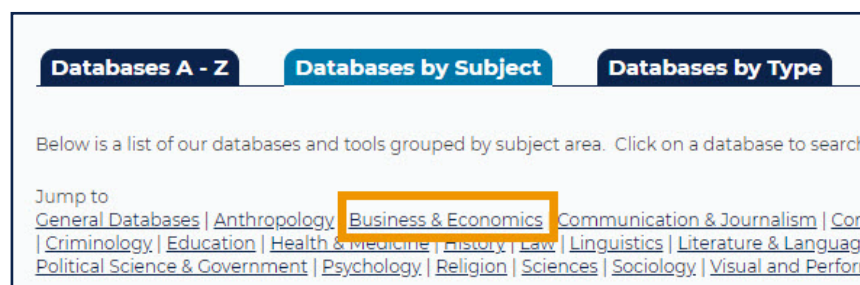 Databases A - Z Databases by Subject Databases by Type
Below is a list of our databases and tools grouped by subject area. Click on a database to search
Jump to
General Databases | Anthropology | Business & Economics | Communication & Journalism |
| Criminology | Education | Health & Medicine | History | Law | Linguistics | Literature &
Political Science & Government | Psychology | Religion | Sciences | Sociology | Visual and